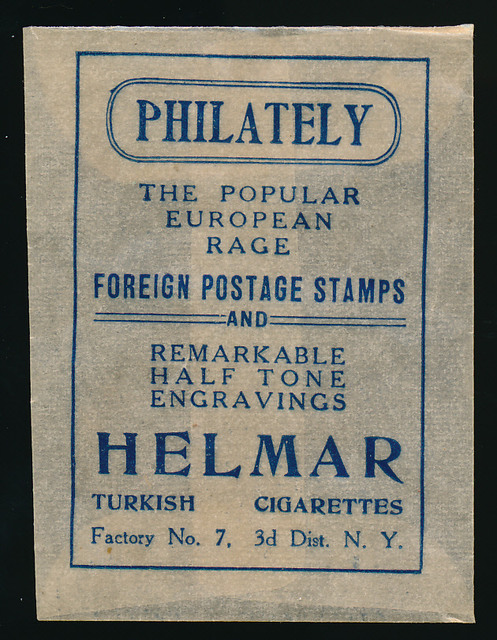 PHILATELY
THE POPULAR
EUROPEAN
RAGE
FOREIGN POSTAGE STAMPS
AND
REMARKABLE
HALF TONE
ENGRAVINGS
HELMAR
TURKISH CIGARETTES
Factory No. 7, 3d Dist. N. Y.